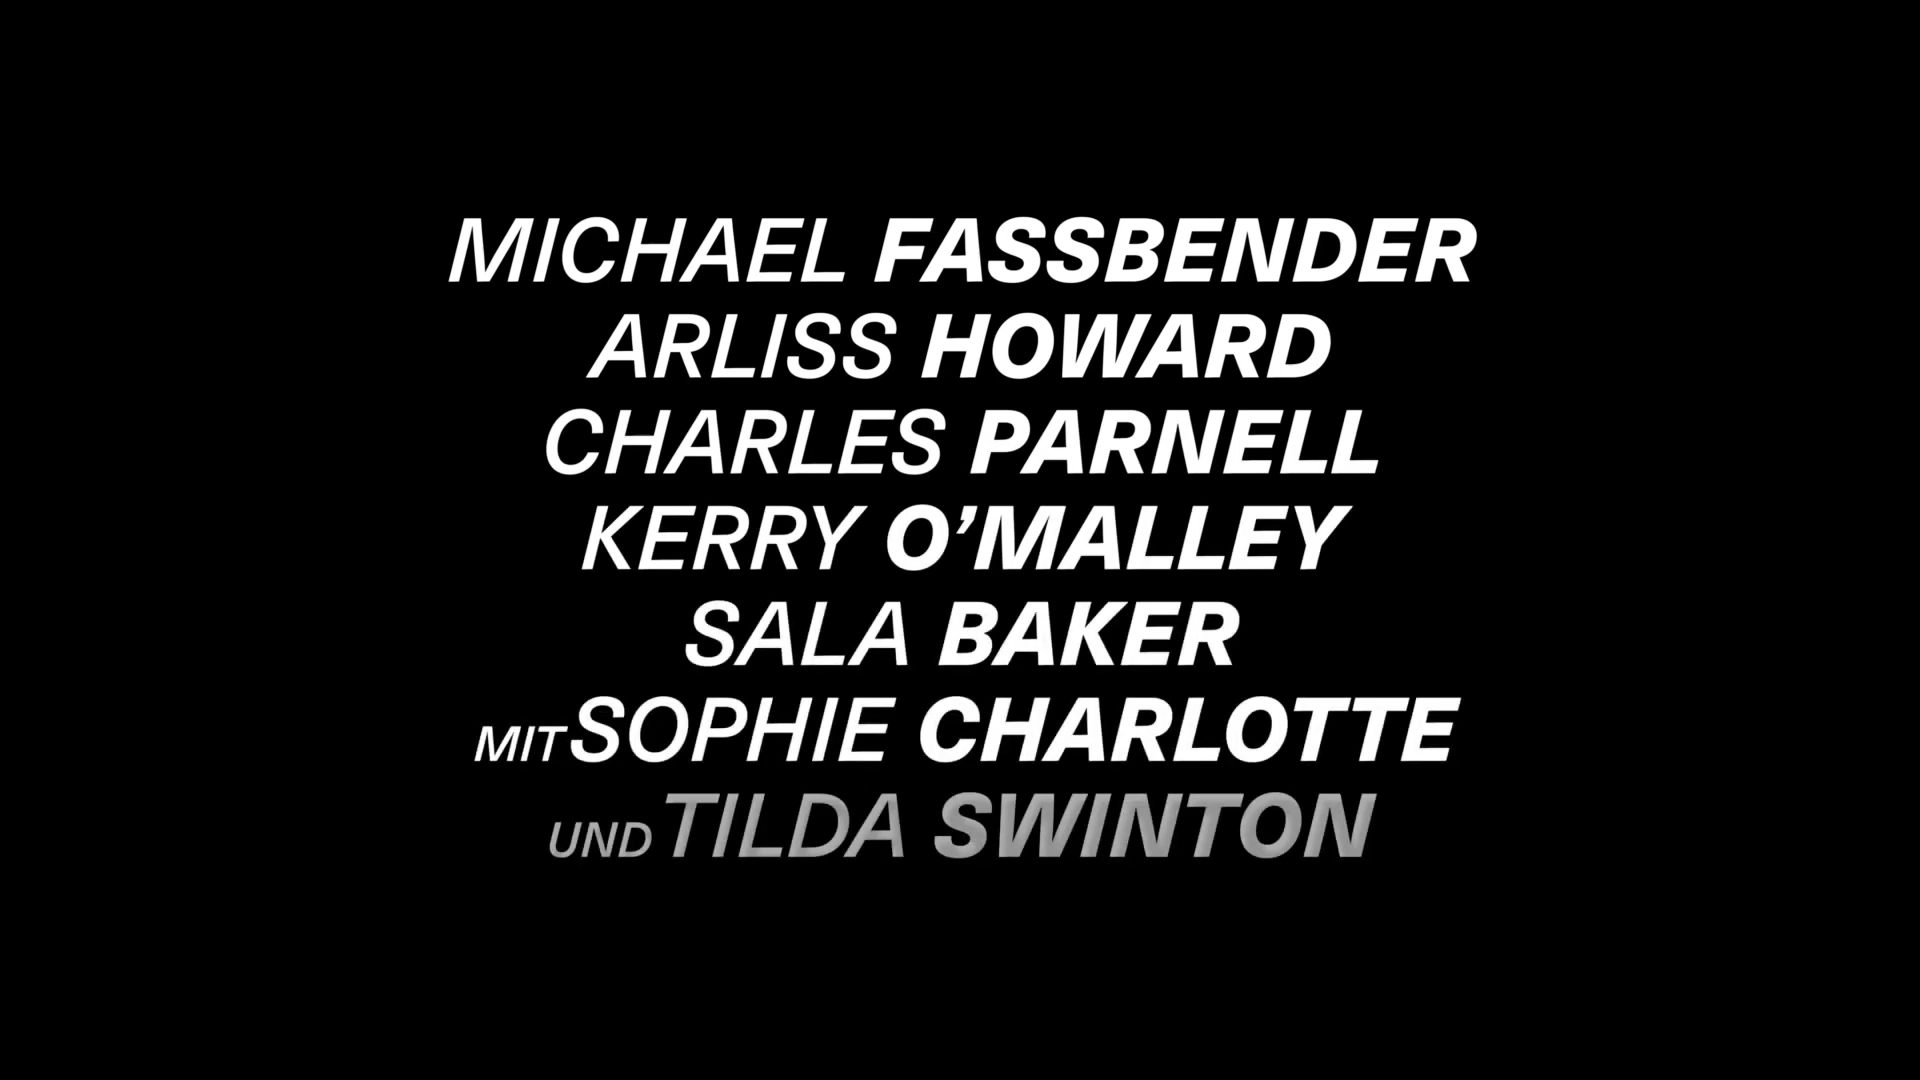 MICHAEL FASSBENDER
ARLISS HOWARD
CHARLES PARNELL
KERRY O’MALLEY
SALA BAKER
MIT SOPHIE CHARLOTTE
UND TILDA SWINTON